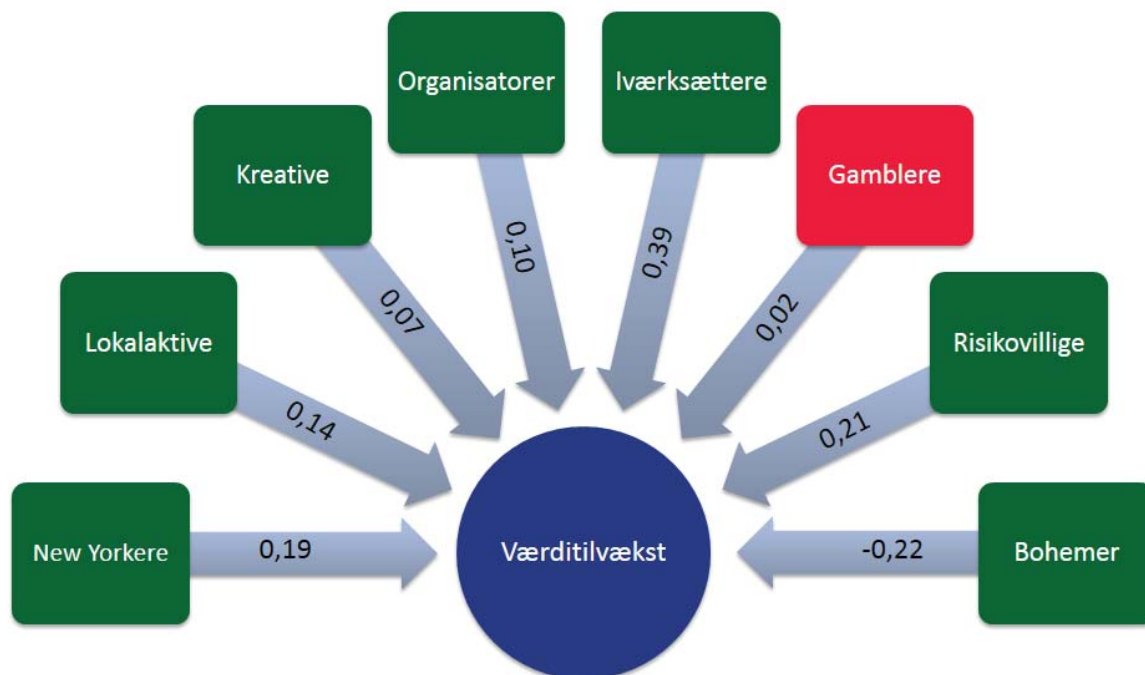 Organisatorer
Iværksættere
Kreative
Gamblere
Lokalaktive
Risikovillige
New Yorkere
Bohemer
Værditilvækst
0,19
0,14
0,07
0,10
0,39
0,02
0,21
-0,22